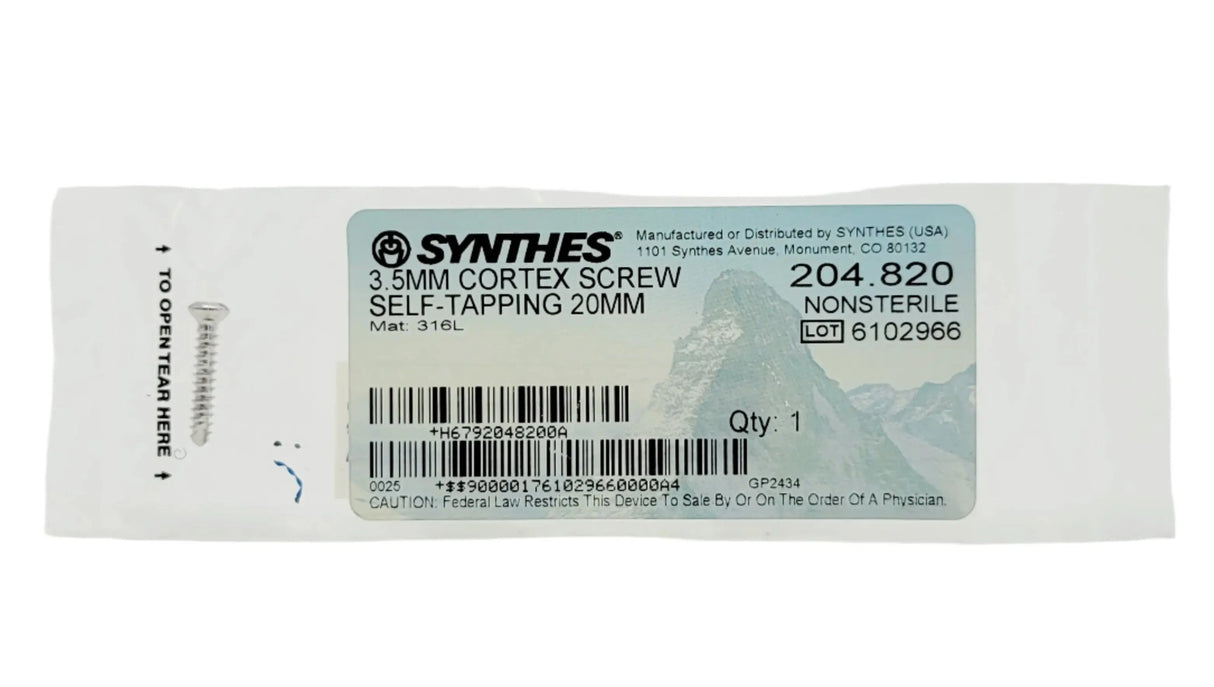 ↑ TO OPEN TEAR HERE ↑
SYNTHES®
Manufactured or Distributed by SYNTHES (USA)
1101 Synthes Avenue, Monument, CO 80132
3.5MM CORTEX SCREW
SELF-TAPPING 20MM
Mat: 316L
204.820
NONSTERILE
LOT 6102966
+H6792048200A
Qty: 1
0025 +$$900001761029660000A4 GP2434
CAUTION: Federal Law Restricts This Device To Sale By Or On The Order Of A Physician.